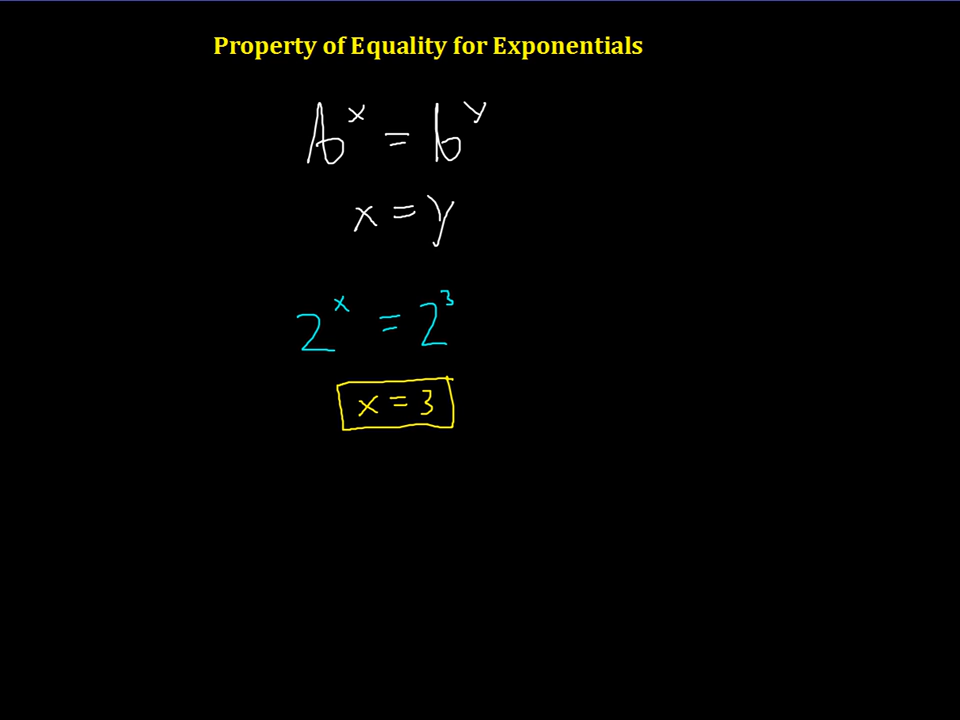 Property of Equality for Exponentials
b^x = b^y
x = y
2^x = 2^3
x = 3